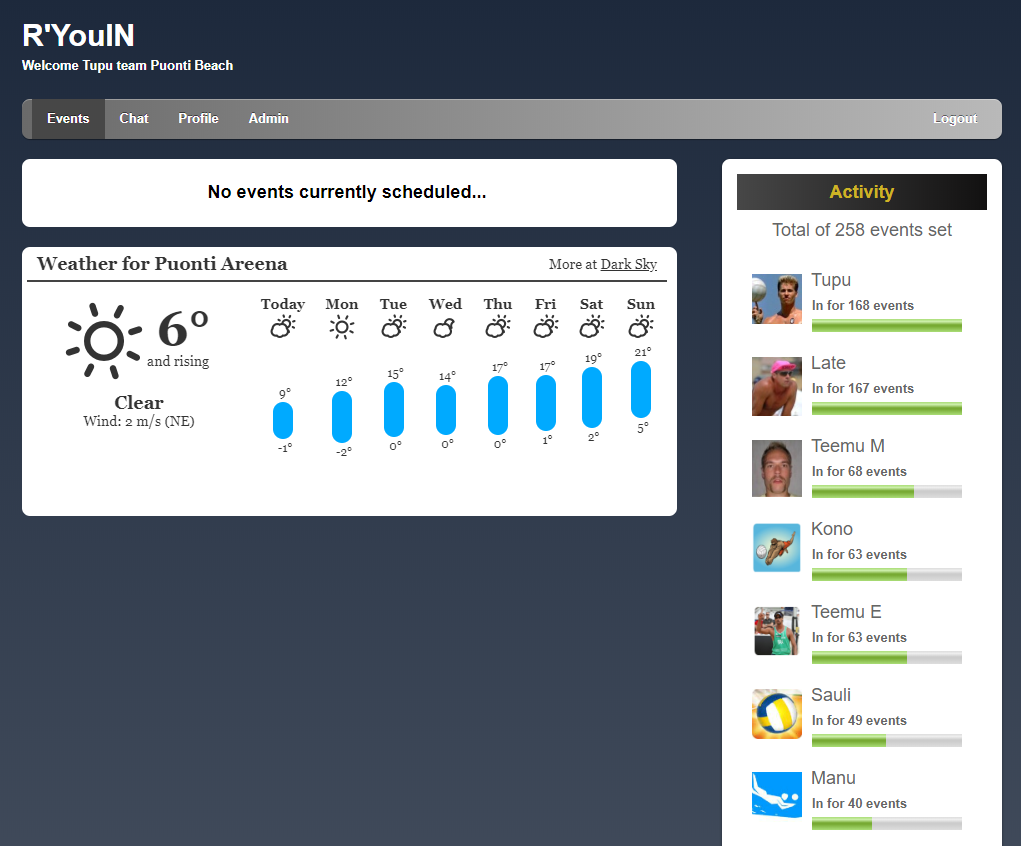 R'YouIN
Welcome Tupu team Puonti Beach
Events Chat Profile Admin Logout
No events currently scheduled...
Weather for Puonti Areena More at Dark Sky
6°
and rising
Clear
Wind: 2 m/s (NE)
Today Mon Tue Wed Thu Fri Sat Sun
9° 12° 15° 14° 17° 17° 19° 21°
-1° -2° 0° 0° 0° 1° 2° 5°
Activity
Total of 258 events set
Tupu
In for 168 events
Late
In for 167 events
Teemu M
In for 68 events
Kono
In for 63 events
Teemu E
In for 63 events
Sauli
In for 49 events
Manu
In for 40 events